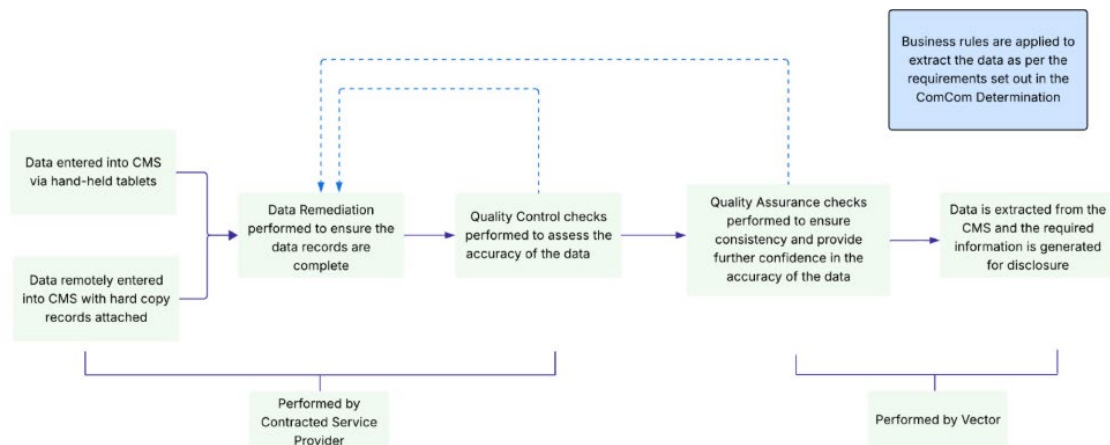 Business rules are applied to
extract the data as per the
requirements set out in the
ComCom Determination
Data entered into CMS
via hand-held tablets
Data remotely entered
into CMS with hard copy
records attached
Data Remediation
performed to ensure the
data records are
complete
Quality Control checks
performed to assess the
accuracy of the data
Quality Assurance checks
performed to ensure
consistency and provide
further confidence in the
accuracy of the data
Data is extracted from the
CMS and the required
information is generated
for disclosure
Performed by
Contracted Service
Provider
Performed by Vector